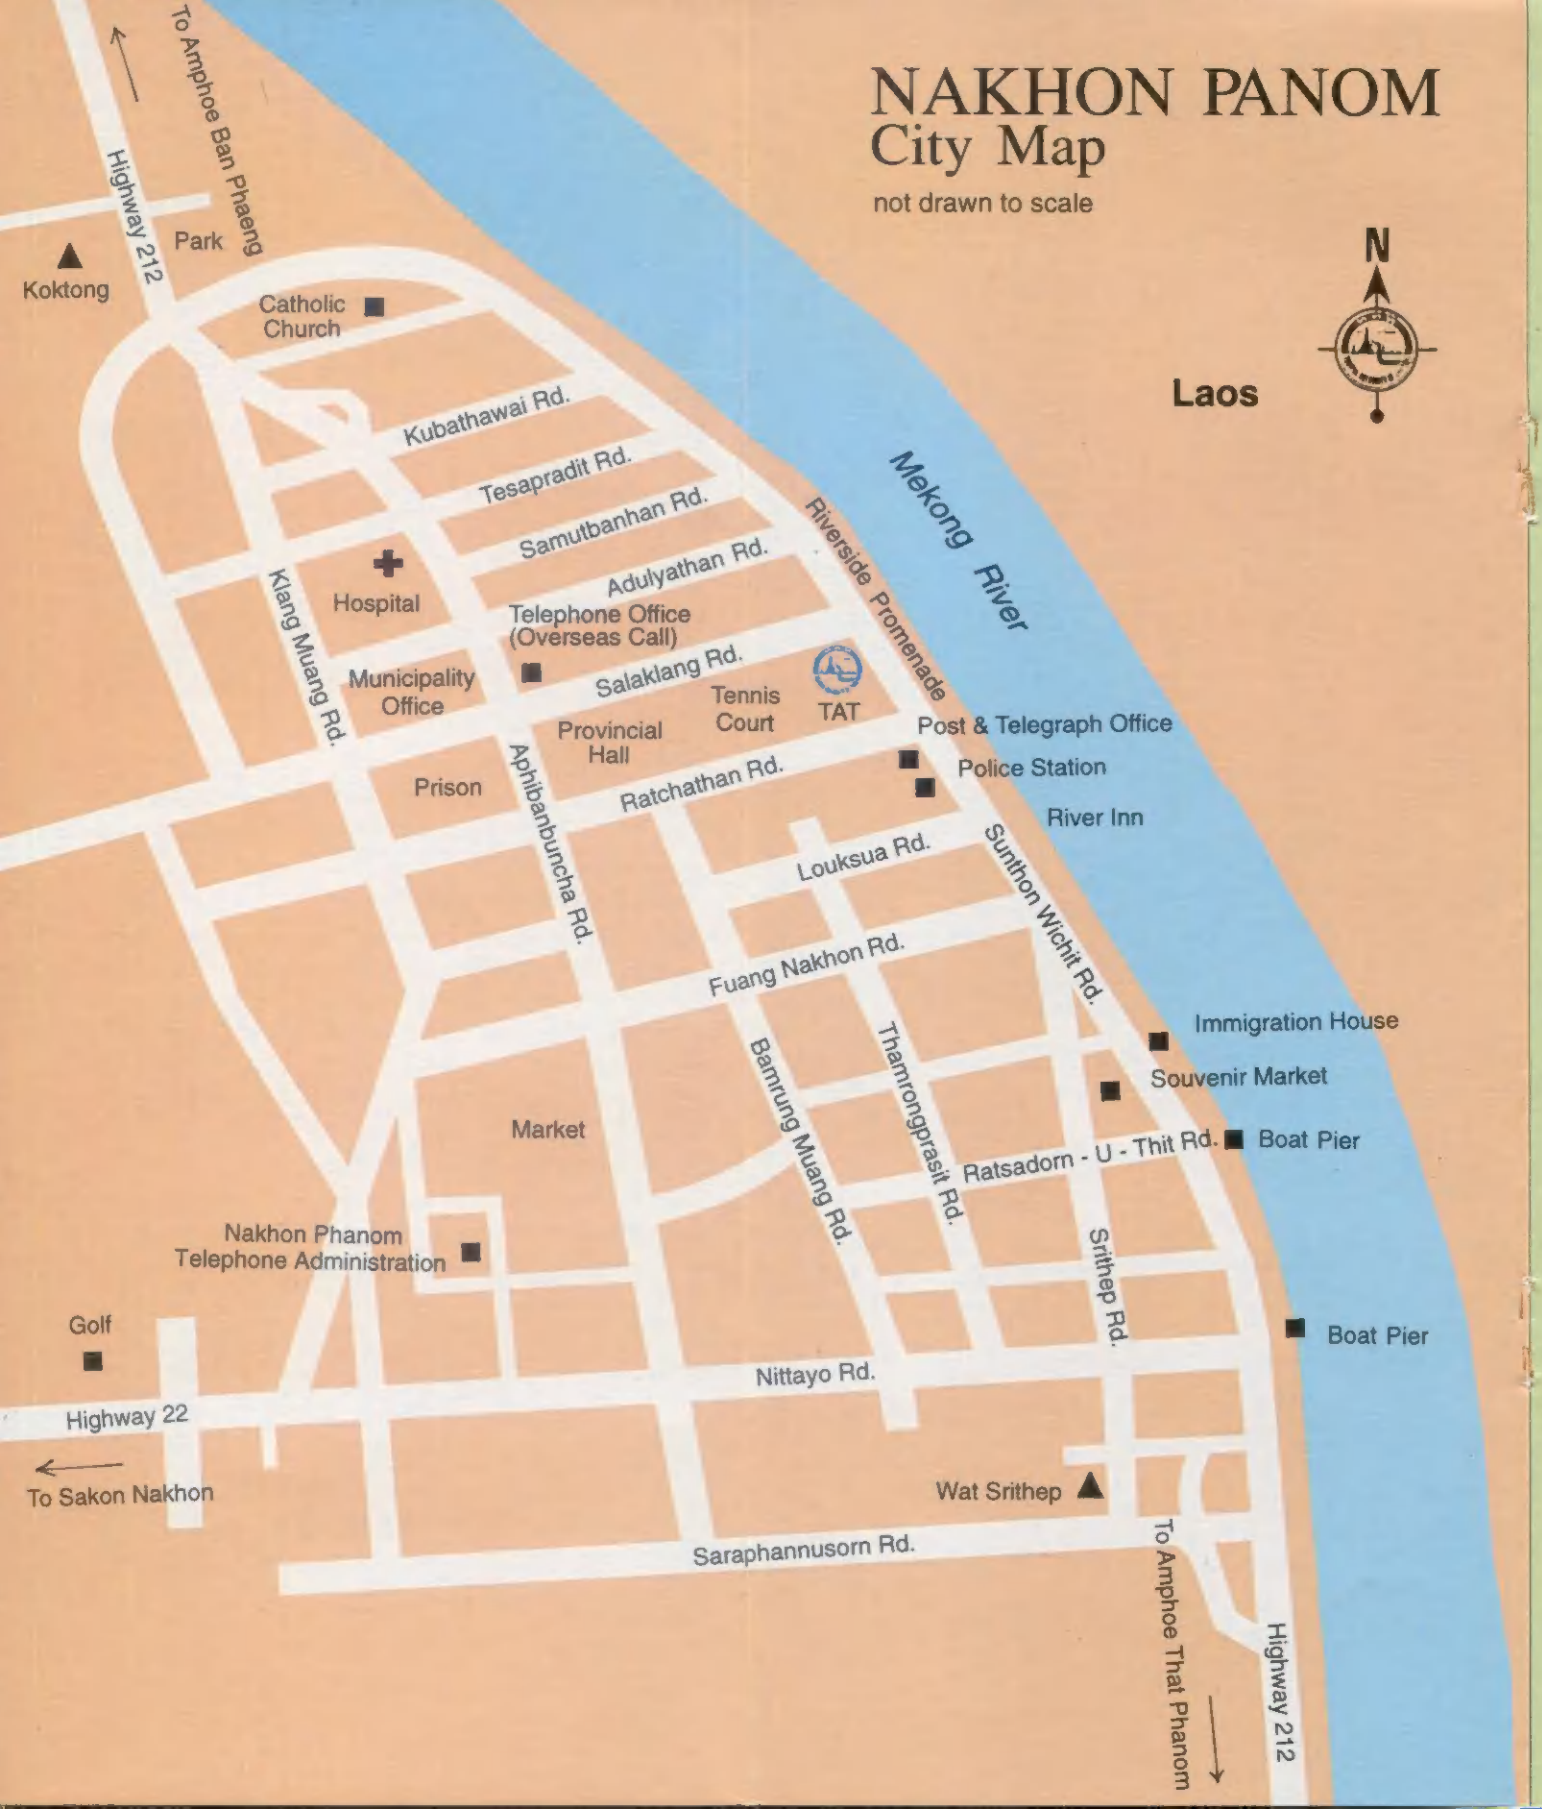 NAKHON PANOM
City Map
not drawn to scale
N
Laos
To Amphoe Ban Phaeng
Highway 212
Park
Koktong
Catholic
Church
Kubathawai Rd.
Tesapradit Rd.
Samutbanhan Rd.
Adulyathan Rd.
Mekong River
Riverside Promenade
Hospital
Klang Muang Rd.
Telephone Office
(Overseas Call)
Municipality
Office
Salaklang Rd.
Tennis
Court
TAT
Provincial
Hall
Post & Telegraph Office
Police Station
River Inn
Prison
Aphibanbuncha Rd.
Ratchathan Rd.
Louksua Rd.
Sunthon Wichit Rd.
Fuang Nakhon Rd.
Immigration House
Souvenir Market
Bamrung Muang Rd.
Thamrongprasit Rd.
Market
Ratsadorn - U - Thit Rd.
Boat Pier
Nakhon Phanom
Telephone Administration
Srithep Rd.
Golf
Boat Pier
Nittayo Rd.
Highway 22
To Sakon Nakhon
Wat Srithep
Saraphannusorn Rd.
To Amphoe That Phanom
Highway 212